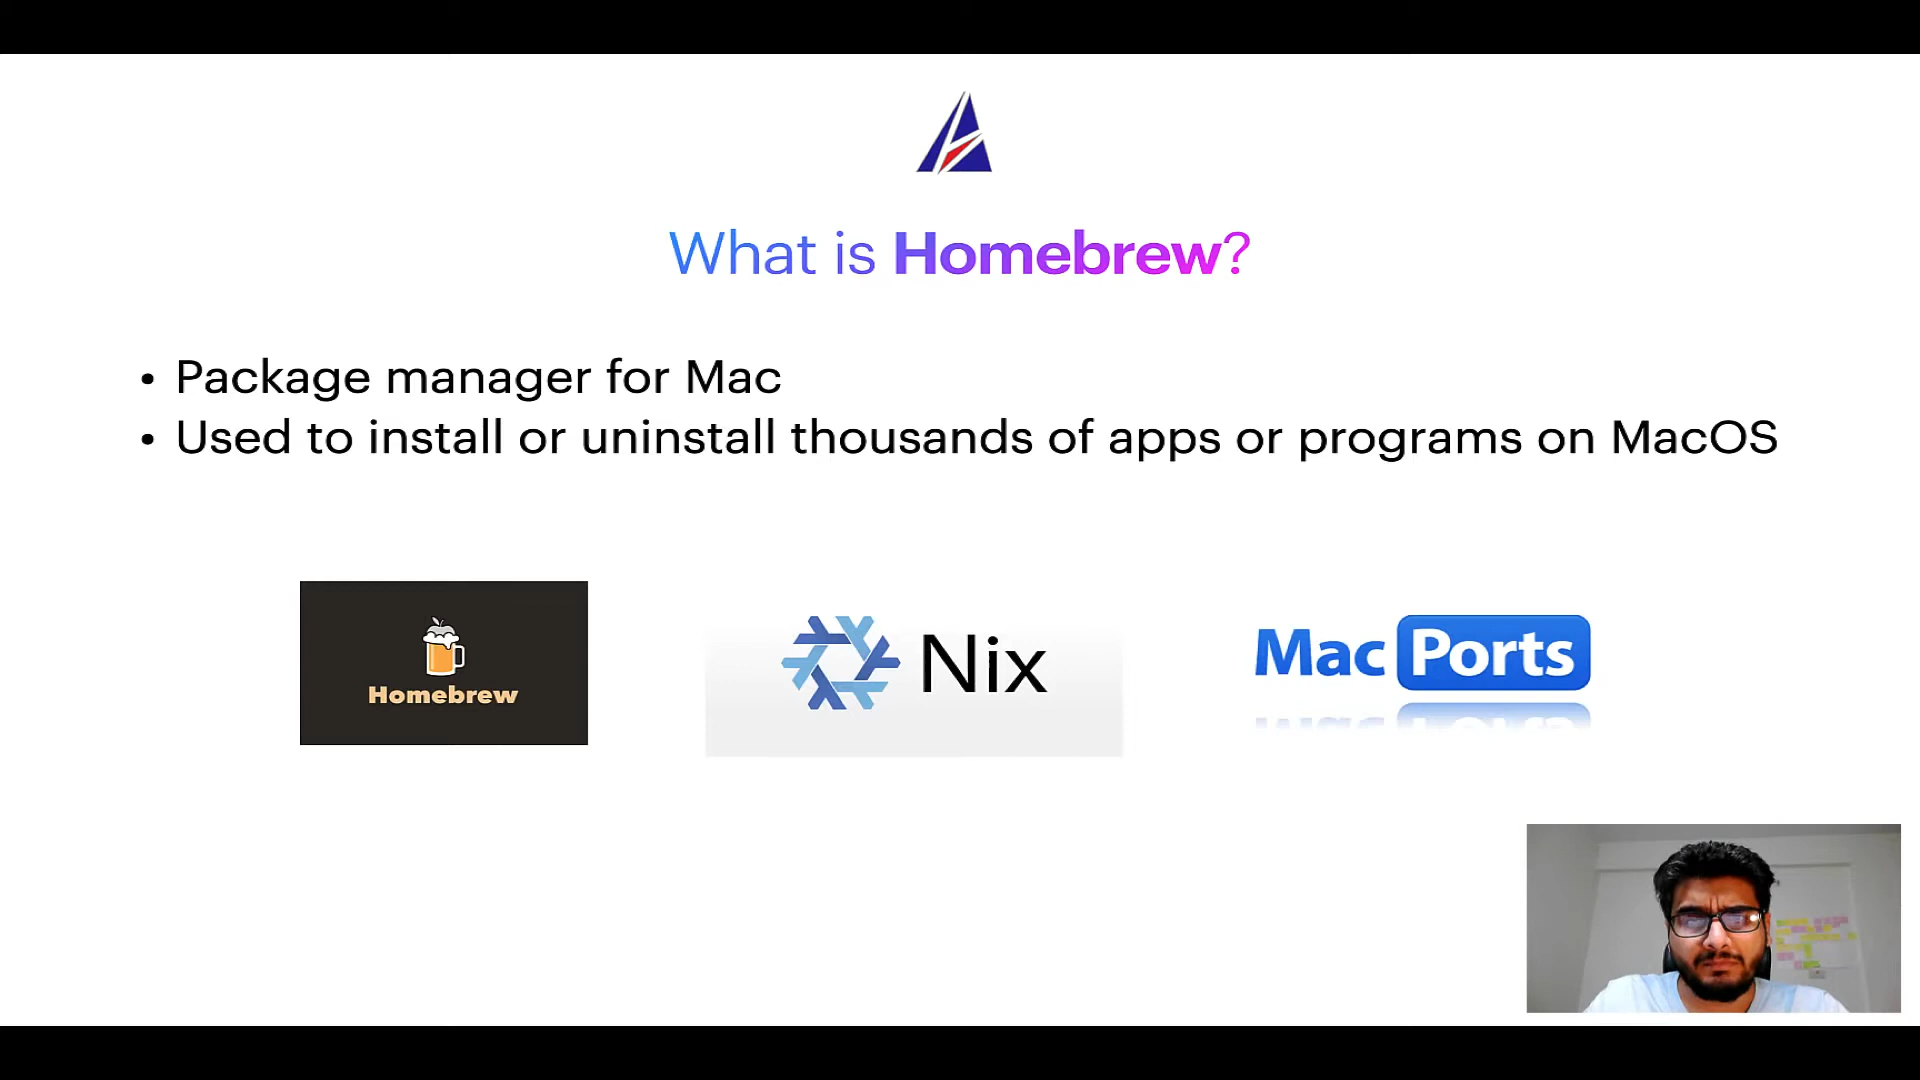 What is Homebrew?
• Package manager for Mac
• Used to install or uninstall thousands of apps or programs on MacOS
Homebrew
Nix
Mac Ports